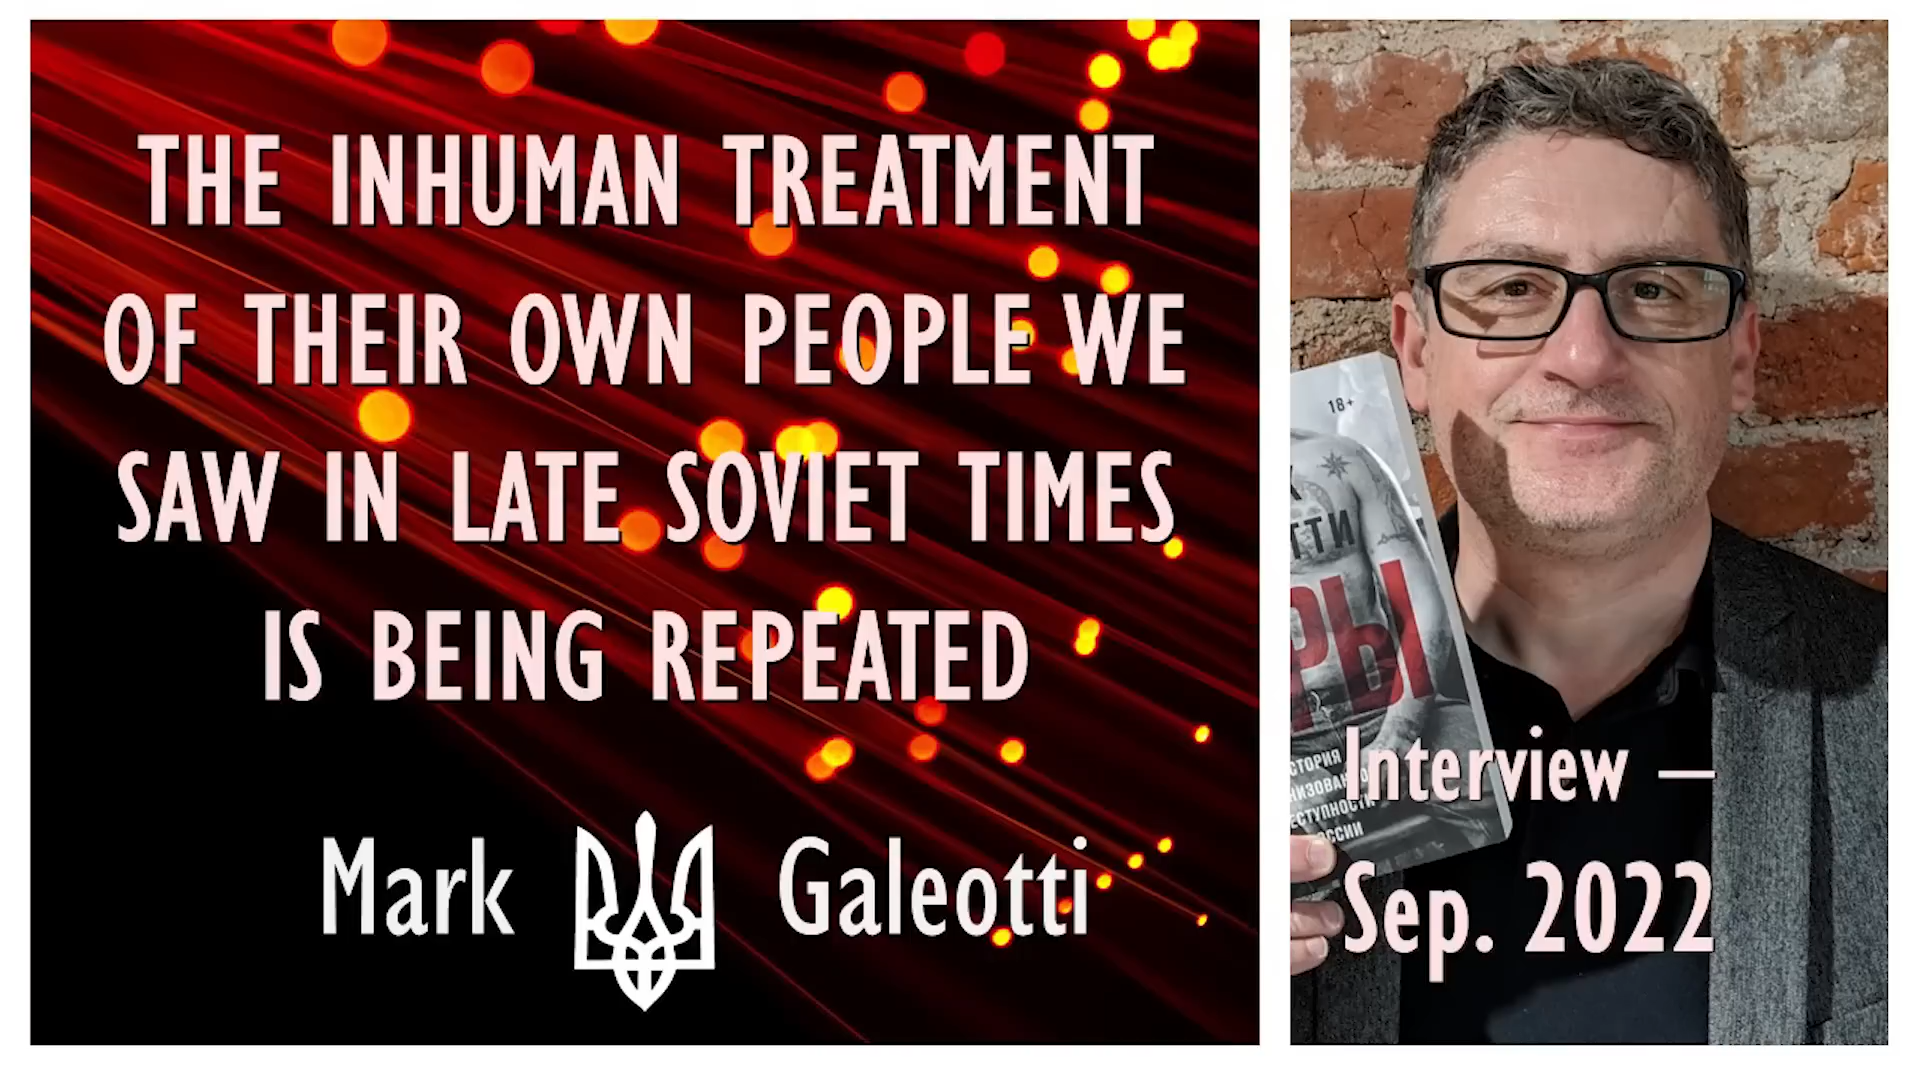 THE INHUMAN TREATMENT
OF THEIR OWN PEOPLE WE
SAW IN LATE SOVIET TIMES
IS BEING REPEATED
Mark Galeotti
18+
РЫ
Interview –
Sep. 2022